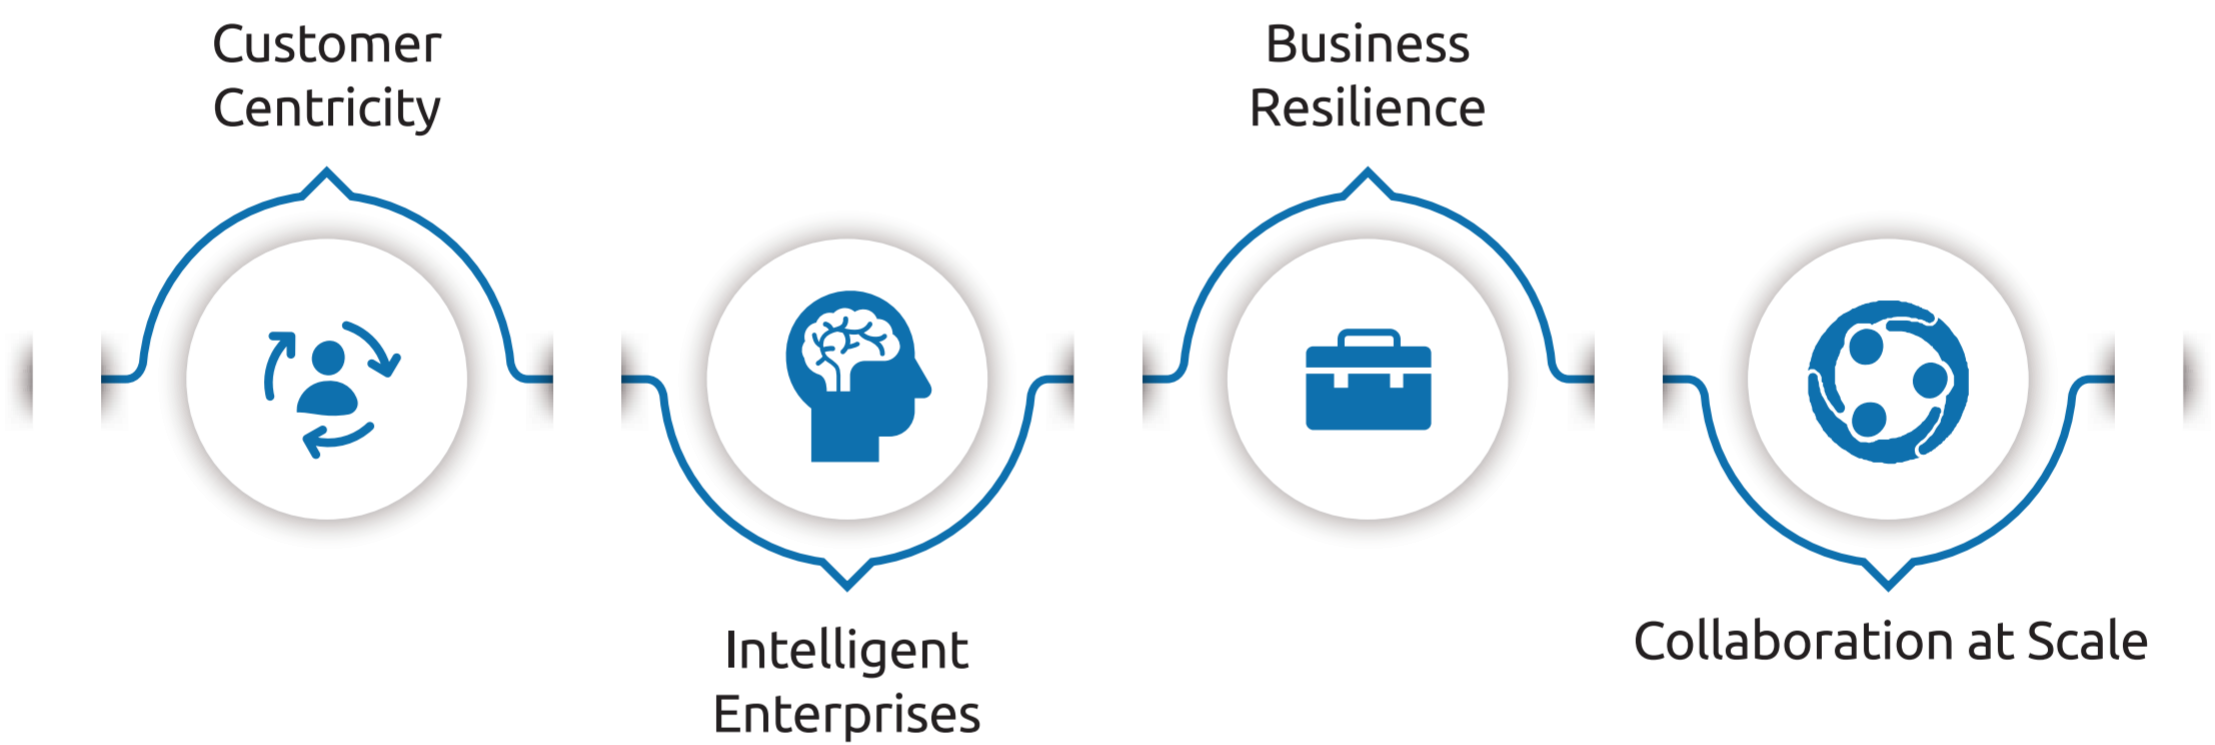 Customer
Centricity
Intelligent
Enterprises
Business
Resilience
Collaboration at Scale